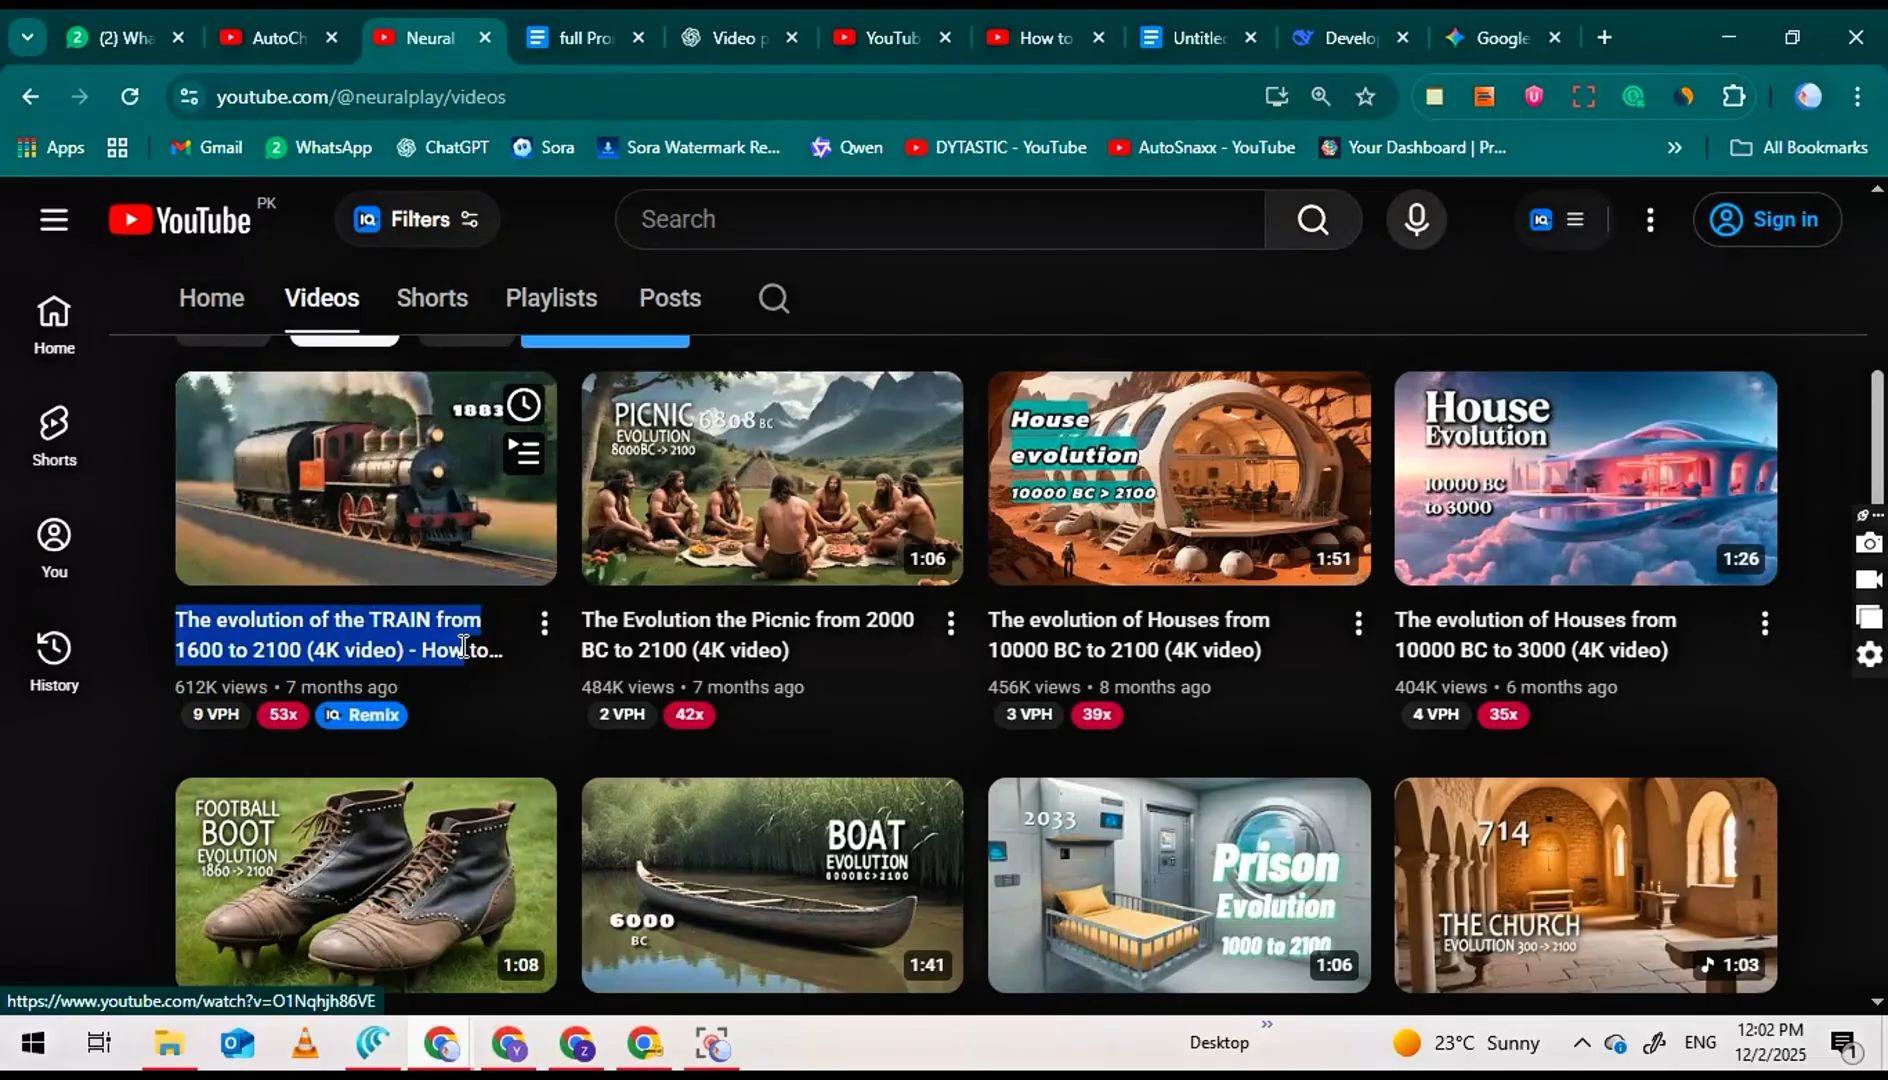 (2) Wha
AutoCh
Neural
full Pro
Video p
YouTub
How to
Untitle
Develo
Google
youtube.com/@neuralplay/videos
Apps
Gmail
2 WhatsApp
ChatGPT
Sora
Sora Watermark Re...
Qwen
DYTASTIC - YouTube
AutoSnaxx - YouTube
Your Dashboard | Pr...
All Bookmarks
YouTube PK
IQ Filters
Search
IQ
Sign in
Home
Videos
Shorts
Playlists
Posts
Home
Shorts
You
History
1883
PICNIC 6808 BC
EVOLUTION
8000BC -> 2100
1:06
House
evolution
10000 BC > 2100
1:51
House
Evolution
10000 BC
to 3000
1:26
The evolution of the TRAIN from
1600 to 2100 (4K video) - How to...
612K views • 7 months ago
9 VPH 53x IQ Remix
The Evolution the Picnic from 2000
BC to 2100 (4K video)
484K views • 7 months ago
2 VPH 42x
The evolution of Houses from
10000 BC to 2100 (4K video)
456K views • 8 months ago
3 VPH 39x
The evolution of Houses from
10000 BC to 3000 (4K video)
404K views • 6 months ago
4 VPH 35x
FOOTBALL
BOOT
EVOLUTION
1860 -> 2100
1:08
BOAT
EVOLUTION
6000BC>2100
6000
BC
1:41
2033
Prison
Evolution
1000 to 2100
1:06
714
THE CHURCH
EVOLUTION 300 -> 2100
1:03
https://www.youtube.com/watch?v=O1Nqhjh86VE
Desktop
23°C Sunny
ENG
12:02 PM
12/2/2025
1